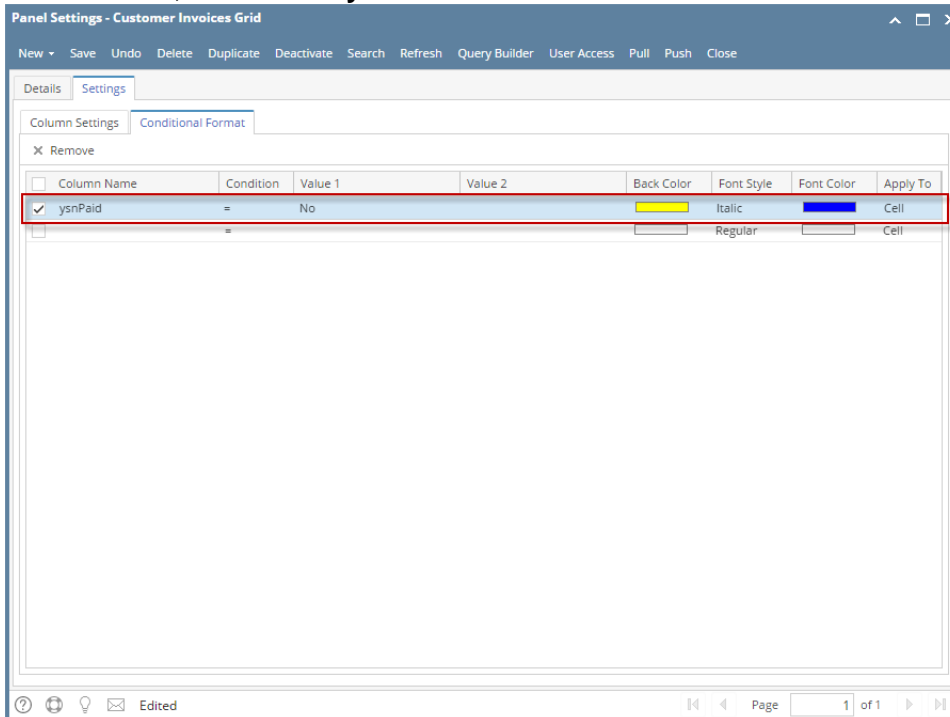 Panel Settings - Customer Invoices Grid
New Save Undo Delete Duplicate Deactivate Search Refresh Query Builder User Access Pull Push Close
Details Settings
Column Settings Conditional Format
Remove
Column Name Condition Value 1 Value 2 Back Color Font Style Font Color Apply To
ysnPaid = No Italic Cell
= Regular Cell
Edited Page 1 of 1